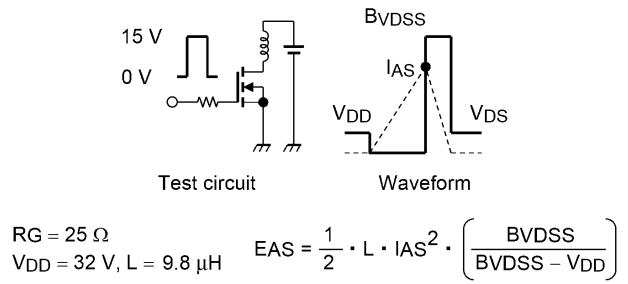 15 V
0 V
BVDSS
IAS
VDD
VDS
Test circuit
Waveform
RG = 25 Ω
VDD = 32 V, L = 9.8 μH
EAS = 1/2 · L · IAS² · (BVDSS / (BVDSS − VDD))